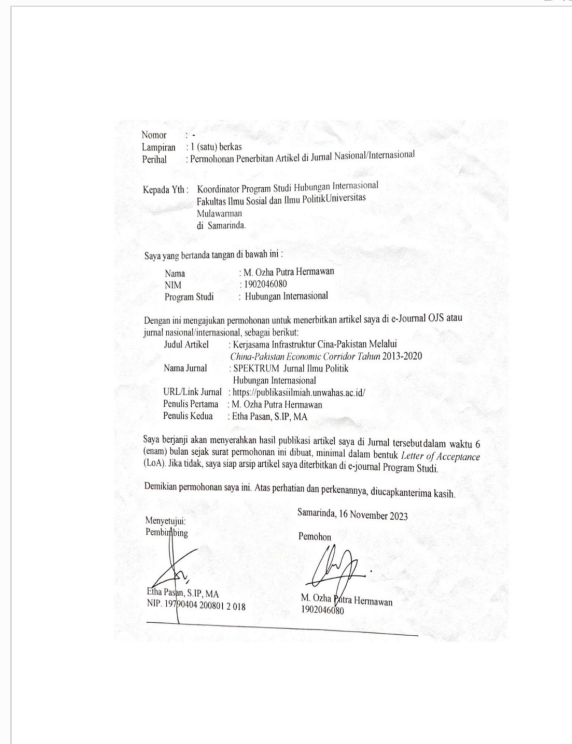 Nomor : -
Lampiran : 1 (satu) berkas
Perihal : Permohonan Penerbitan Artikel di Jurnal Nasional/Internasional
Kepada Yth : Koordinator Program Studi Hubungan Internasional
Fakultas Ilmu Sosial dan Ilmu PolitikUniversitas
Mulawarman
di Samarinda
Saya yang bertanda tangan di bawah ini :
Nama : M. Ozha Putra Hermawan
NIM : 1902046080
Program Studi : Hubungan Internasional
Dengan ini mengajukan permohonan untuk menerbitkan artikel saya di e-Journal OJS atau
jurnal nasional/internasional, sebagai berikut:
Judul Artikel : Kerjasama Infrastruktur Cina-Pakistan Melalui
China-Pakistan Economic Corridor Tahun 2013-2020
Nama Jurnal : SPEKTRUM Jurnal Ilmu Politik
Hubungan Internasional
URL/Link Jurnal : https://publikasiilmiah.unwahas.ac.id/
Penulis Pertama : M. Ozha Putra Hermawan
Penulis Kedua : Etha Pasan, S.IP, MA
Saya berjanji akan menyerahkan hasil publikasi artikel saya di Jurnal tersebutdalam waktu 6
(enam) bulan sejak surat permohonan ini dibuat, minimal dalam bentuk Letter of Acceptance
(LoA). Jika tidak, saya siap arsip artikel saya diterbitkan di e-journal Program Studi.
Demikian permohonan saya ini. Atas perhatian dan perkenannya, diucapkanterima kasih.
Samarinda, 16 November 2023
Menyetujui:
Pembimbing
Pemohon
Etha Pasan, S.IP, MA
NIP. 19790404 200801 2 018
M. Ozha Putra Hermawan
1902046080